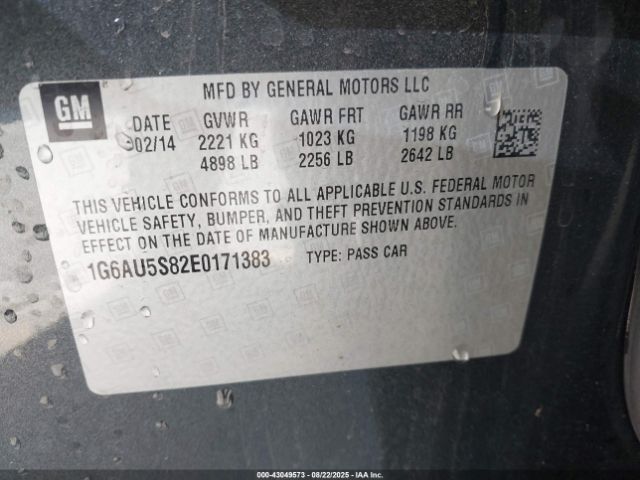 GM
MFD BY GENERAL MOTORS LLC
DATE GVWR GAWR FRT GAWR RR
02/14 2221 KG 1023 KG 1198 KG
4898 LB 2256 LB 2642 LB
THIS VEHICLE CONFORMS TO ALL APPLICABLE U.S. FEDERAL MOTOR
VEHICLE SAFETY, BUMPER, AND THEFT PREVENTION STANDARDS IN
EFFECT ON THE DATE OF MANUFACTURE SHOWN ABOVE.
1G6AU5S82E0171383 TYPE: PASS CAR
000-43049573 - 08/22/2025 - IAA Inc.